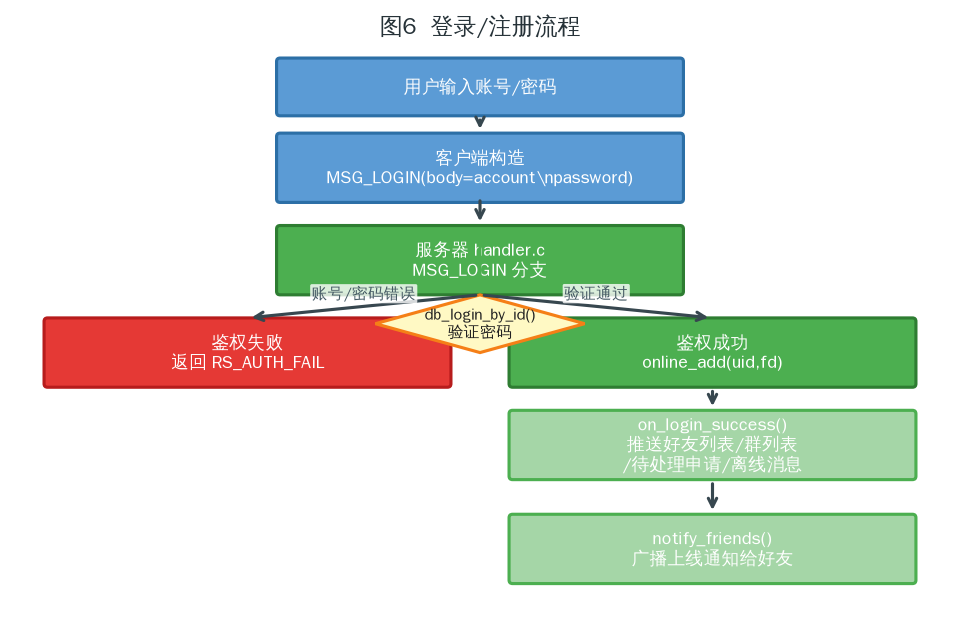 图6 登录/注册流程
用户输入账号/密码
客户端构造
MSG_LOGIN(body=account\npassword)
服务器 handler.c
MSG_LOGIN 分支
账号/密码错误
验证通过
db_login_by_id()
验证密码
鉴权失败
返回 RS_AUTH_FAIL
鉴权成功
online_add(uid,fd)
on_login_success()
推送好友列表/群列表
/待处理申请/离线消息
notify_friends()
广播上线通知给好友